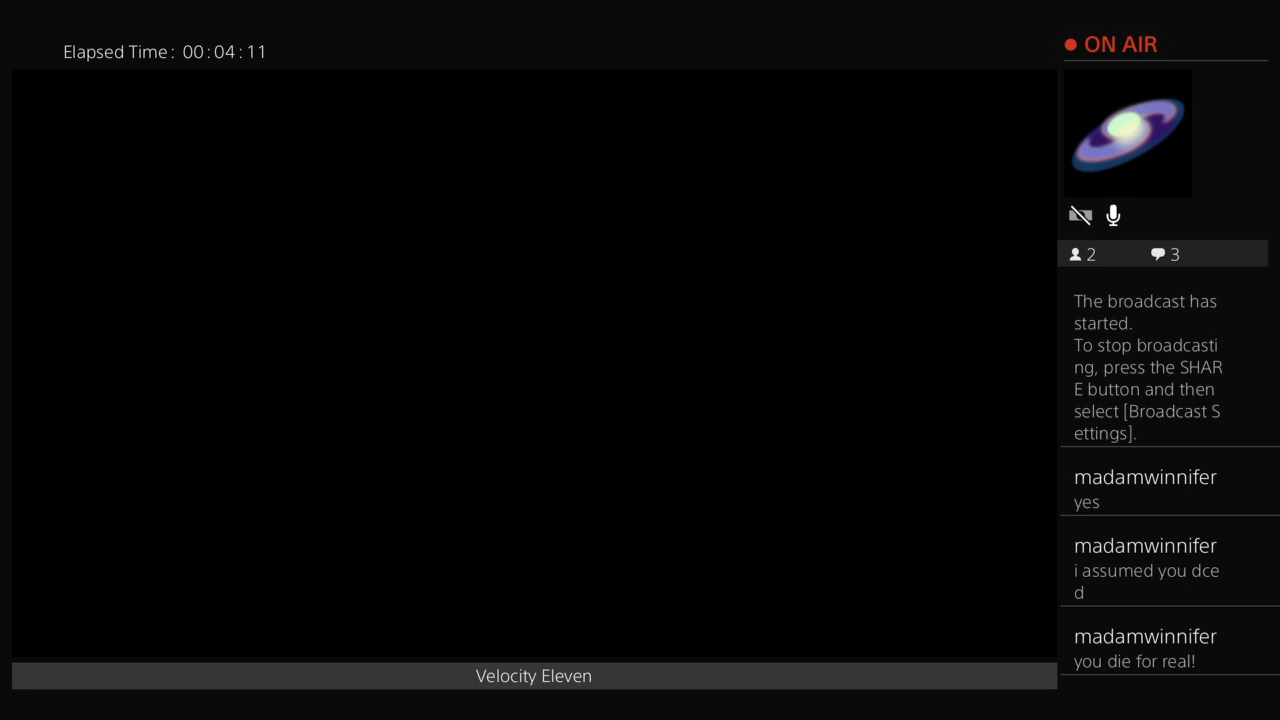 Elapsed Time: 00:04:11
ON AIR
2 3
The broadcast has
started.
To stop broadcasti
ng, press the SHAR
E button and then
select [Broadcast S
ettings].
madamwinnifer
yes
madamwinnifer
i assumed you dce
d
madamwinnifer
you die for real!
Velocity Eleven